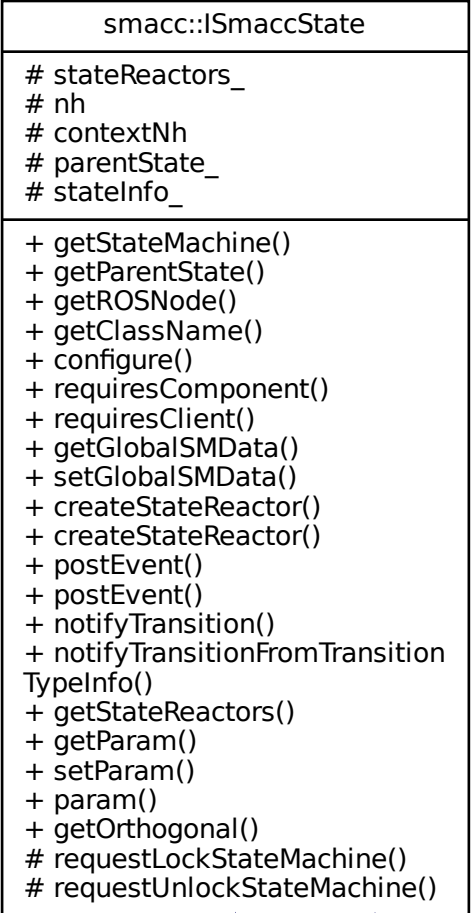 smacc::ISmaccState
# stateReactors_
# nh
# contextNh
# parentState_
# stateInfo_
+ getStateMachine()
+ getParentState()
+ getROSNode()
+ getClassName()
+ configure()
+ requiresComponent()
+ requiresClient()
+ getGlobalSMData()
+ setGlobalSMData()
+ createStateReactor()
+ createStateReactor()
+ postEvent()
+ postEvent()
+ notifyTransition()
+ notifyTransitionFromTransition
TypeInfo()
+ getStateReactors()
+ getParam()
+ setParam()
+ param()
+ getOrthogonal()
# requestLockStateMachine()
# requestUnlockStateMachine()